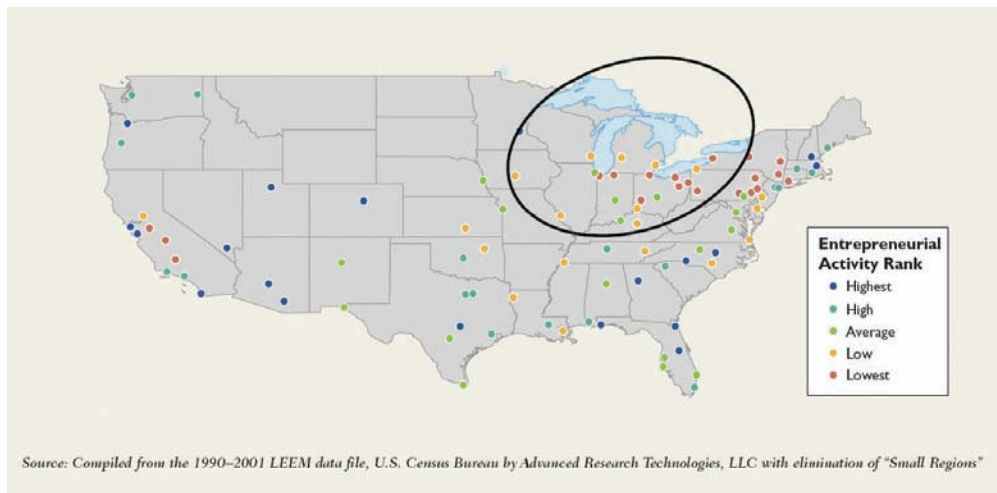 Entrepreneurial
Activity Rank
Highest
High
Average
Low
Lowest
Source: Compiled from the 1990–2001 LEEM data file, U.S. Census Bureau by Advanced Research Technologies, LLC with elimination of “Small Regions”